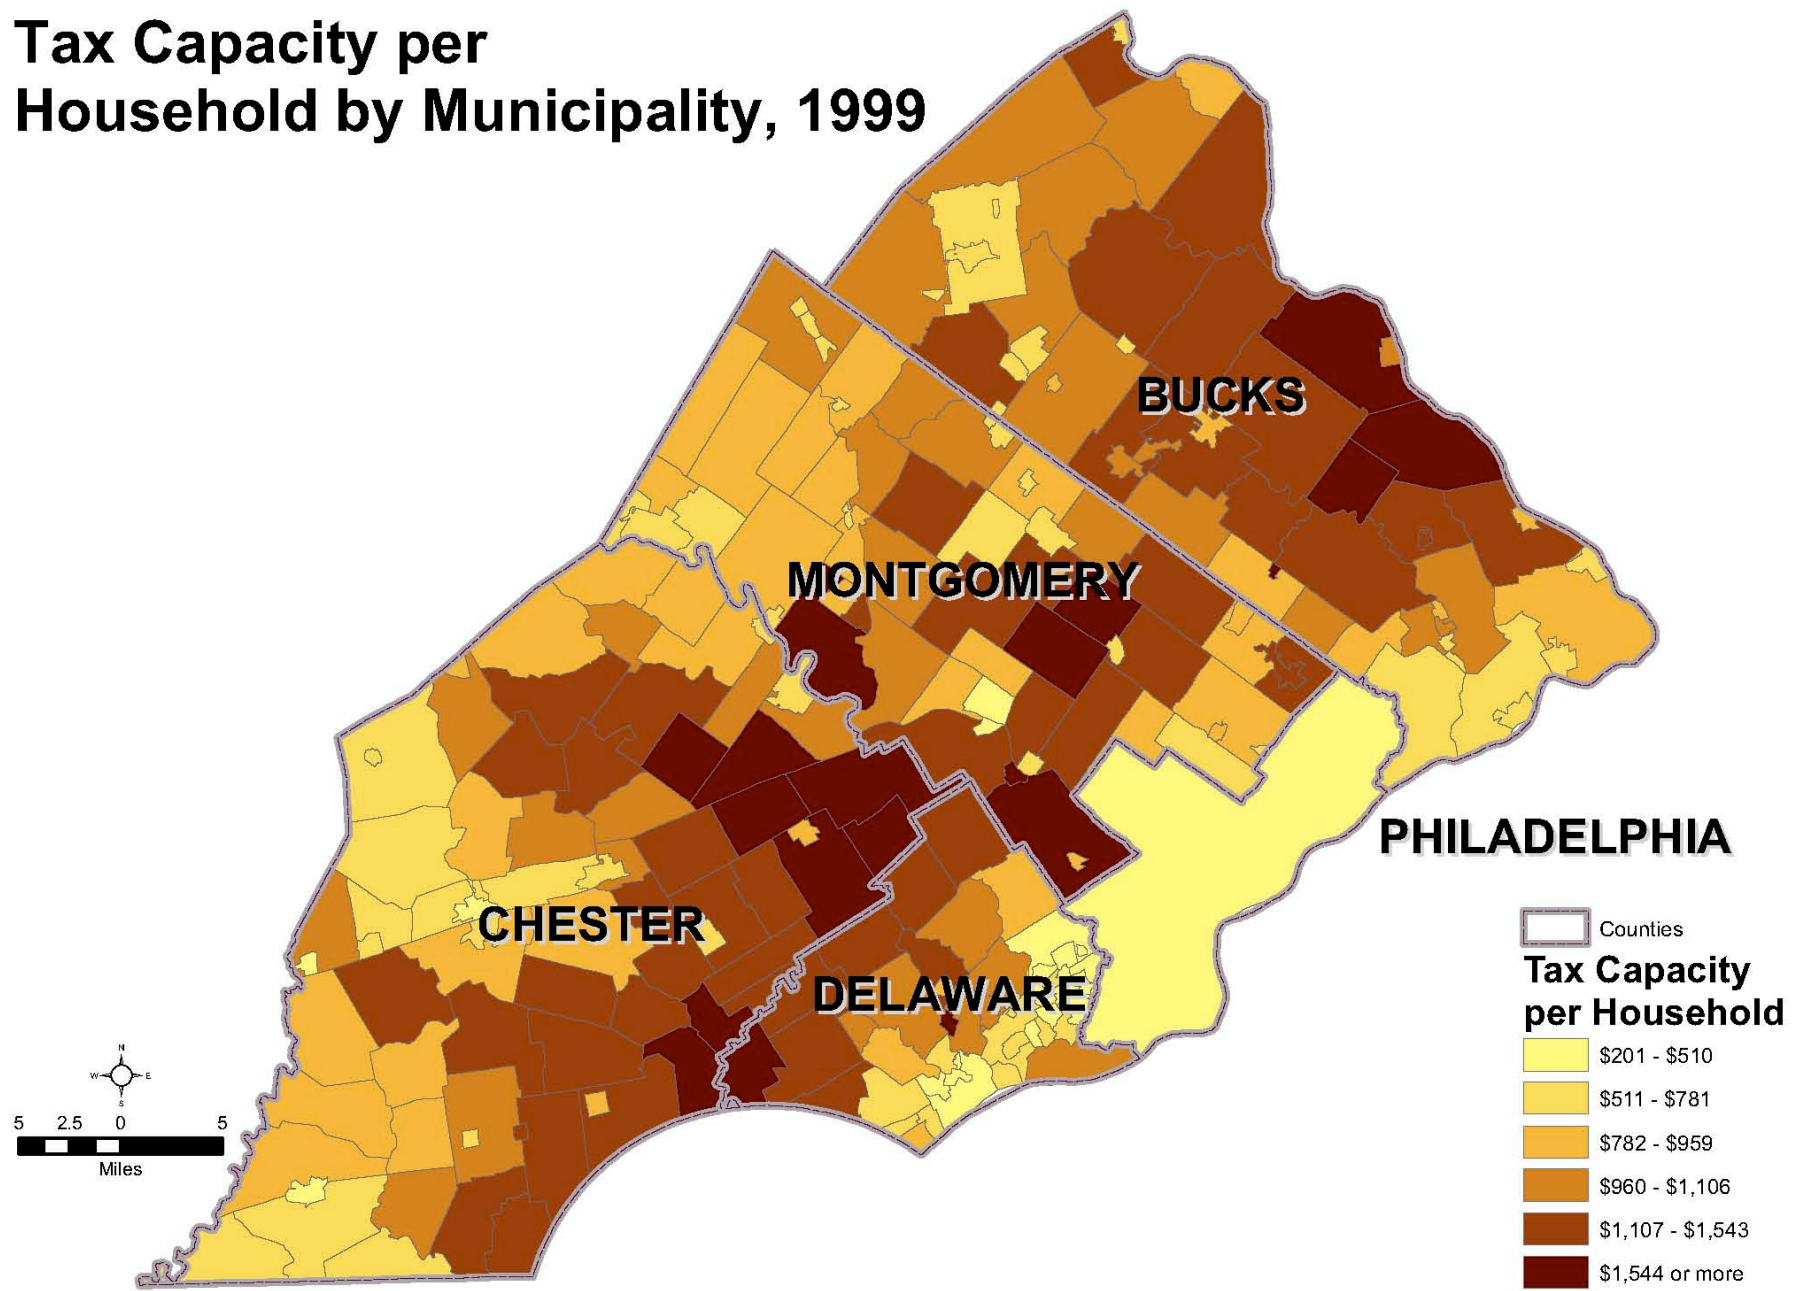 Tax Capacity per
Household by Municipality, 1999
BUCKS
MONTGOMERY
PHILADELPHIA
CHESTER
DELAWARE
Counties
Tax Capacity
per Household
$201 - $510
$511 - $781
$782 - $959
$960 - $1,106
$1,107 - $1,543
$1,544 or more
N
W
E
S
5 2.5 0 5
Miles